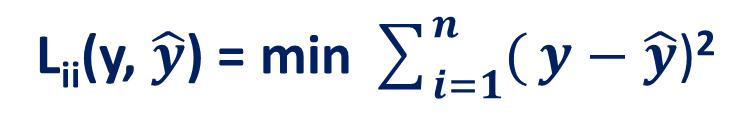 Lᵢᵢ(y, ŷ) = min ∑ⁿᵢ₌₁( y − ŷ)²